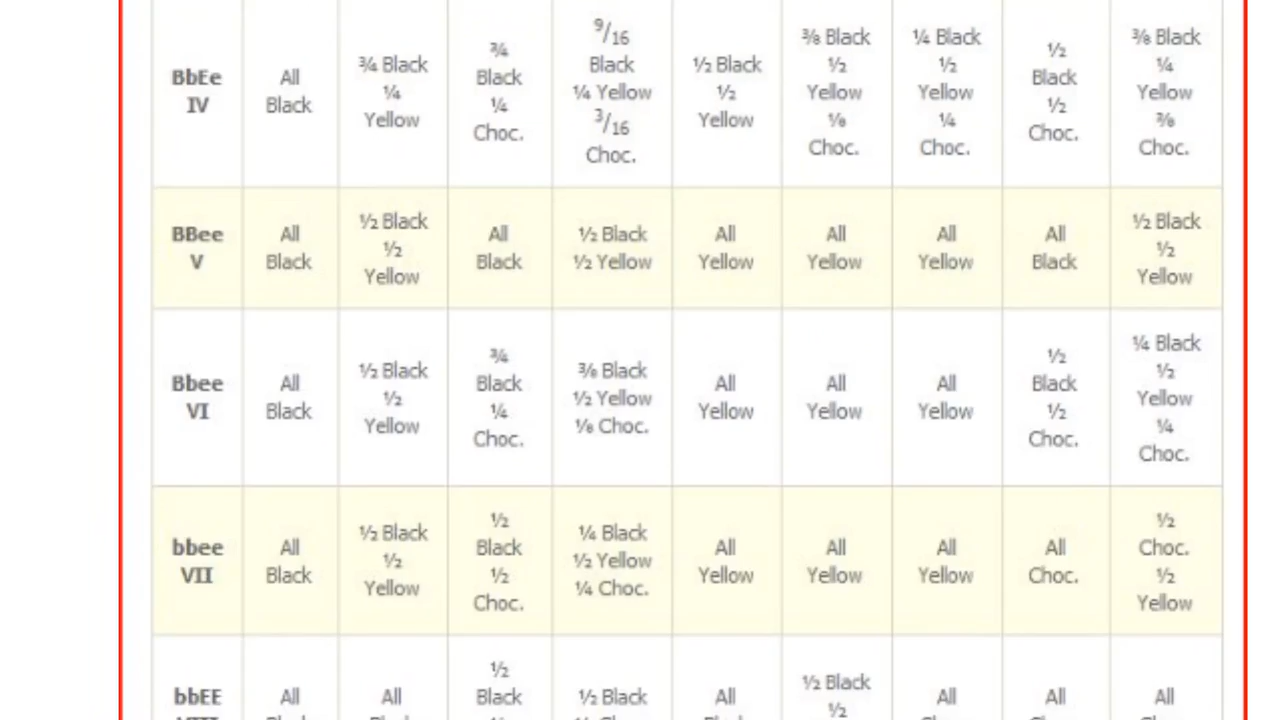 BbEe
IV
All
Black
¾ Black
¼
Yellow
¾
Black
¼
Choc.
9/16
Black
¼ Yellow
3/16
Choc.
½ Black
½
Yellow
⅜ Black
½
Yellow
⅛
Choc.
¼ Black
½
Yellow
¼
Choc.
½
Black
½
Choc.
⅜ Black
¼
Yellow
⅜
Choc.
BBee
V
All
Black
½ Black
½
Yellow
All
Black
½ Black
½ Yellow
All
Yellow
All
Yellow
All
Yellow
All
Black
½ Black
½
Yellow
Bbee
VI
All
Black
½ Black
½
Yellow
¾
Black
¼
Choc.
⅜ Black
½ Yellow
⅛ Choc.
All
Yellow
All
Yellow
All
Yellow
½
Black
½
Choc.
¼ Black
½
Yellow
¼
Choc.
bbee
VII
All
Black
½ Black
½
Yellow
½
Black
½
Choc.
¼ Black
½ Yellow
¼ Choc.
All
Yellow
All
Yellow
All
Yellow
All
Choc.
½
Choc.
½
Yellow
bbEE
All
All
½
Black
½ Black
All
½ Black
½
All
All
All